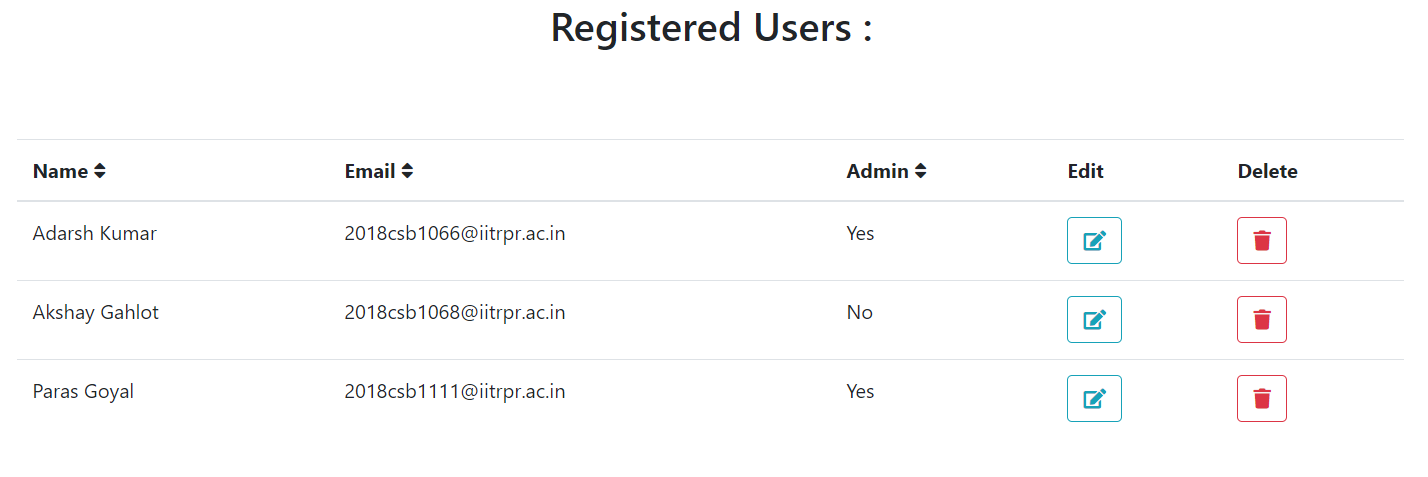 Registered Users :
Name Email Admin Edit Delete
Adarsh Kumar 2018csb1066@iitrpr.ac.in Yes
Akshay Gahlot 2018csb1068@iitrpr.ac.in No
Paras Goyal 2018csb1111@iitrpr.ac.in Yes